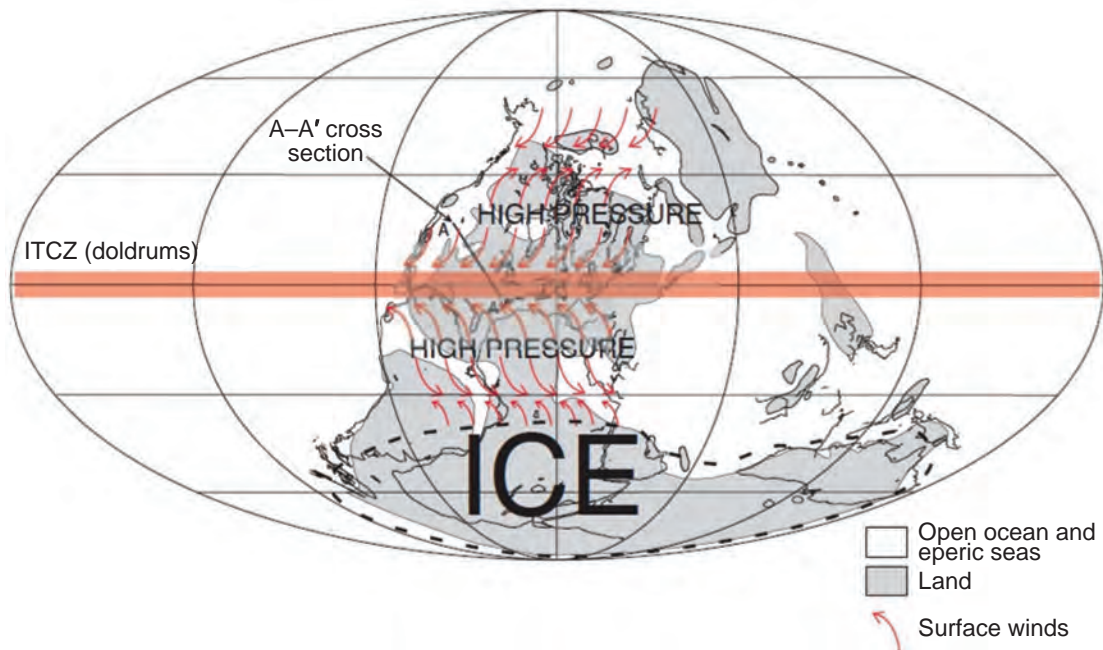 A–A′ cross
section
HIGH PRESSURE
A
ITCZ (doldrums)
HIGH PRESSURE
ICE
Open ocean and
eperic seas
Land
Surface winds